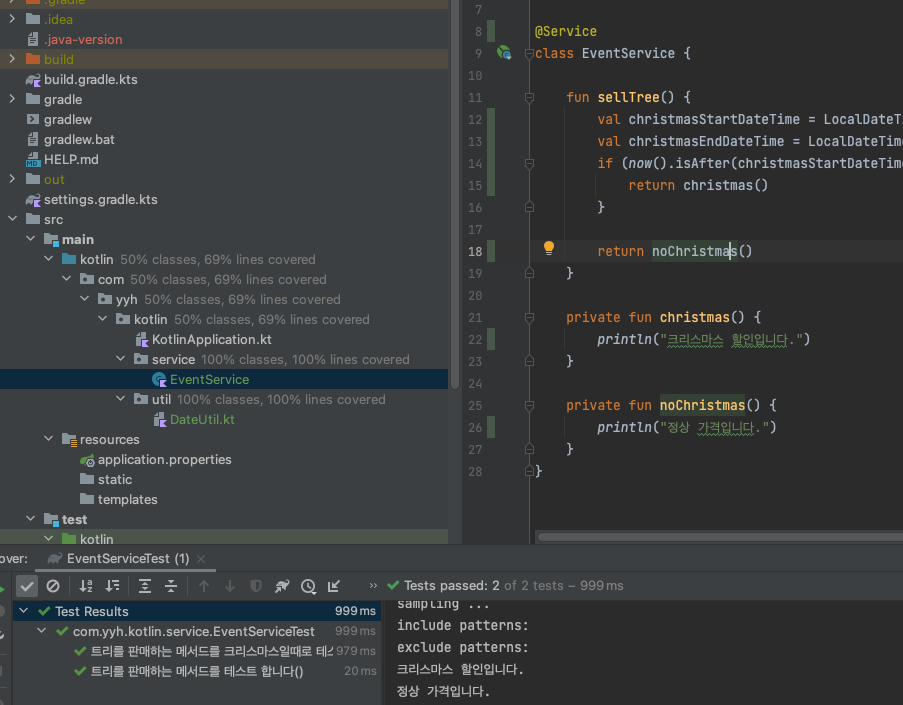 .gradle
.idea
.java-version
build
build.gradle.kts
gradle
gradlew
gradlew.bat
HELP.md
out
settings.gradle.kts
src
main
kotlin 50% classes, 69% lines covered
com 50% classes, 69% lines covered
yyh 50% classes, 69% lines covered
kotlin 50% classes, 69% lines covered
KotlinApplication.kt
service 100% classes, 100% lines covered
EventService
util 100% classes, 100% lines covered
DateUtil.kt
resources
application.properties
static
templates
test
kotlin
7
8 @Service
9 class EventService {
10
11 fun sellTree() {
12 val christmasStartDateTime = LocalDateTi
13 val christmasEndDateTime = LocalDateTime
14 if (now().isAfter(christmasStartDateTime
15 return christmas()
16 }
17
18 return noChristmas()
19 }
20
21 private fun christmas() {
22 println("크리스마스 할인입니다.")
23 }
24
25 private fun noChristmas() {
26 println("정상 가격입니다.")
27 }
28 }
over: EventServiceTest (1)
Tests passed: 2 of 2 tests – 999 ms
Test Results 999 ms
com.yyh.kotlin.service.EventServiceTest 999 ms
트리를 판매하는 메서드를 크리스마스일때로 테스 979 ms
트리를 판매하는 메서드를 테스트 합니다() 20 ms
sampling ...
include patterns:
exclude patterns:
크리스마스 할인입니다.
정상 가격입니다.